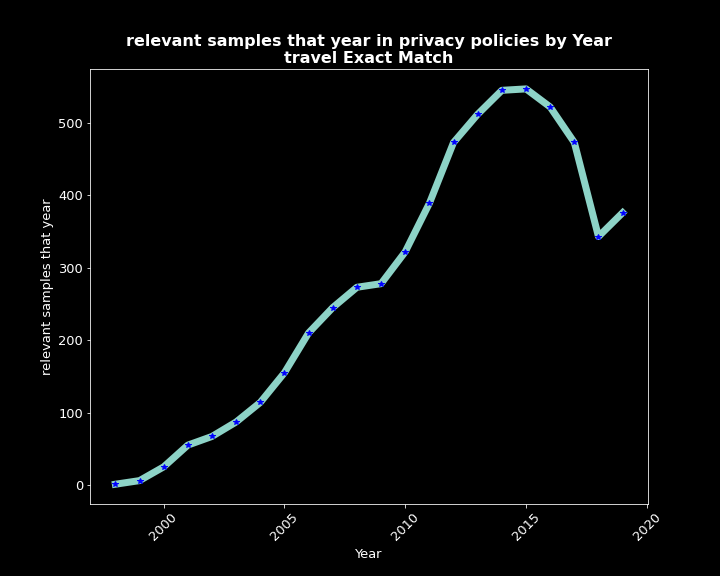 relevant samples that year in privacy policies by Year
travel Exact Match
relevant samples that year
500
400
300
200
100
0
2000
2005
2010
2015
2020
Year